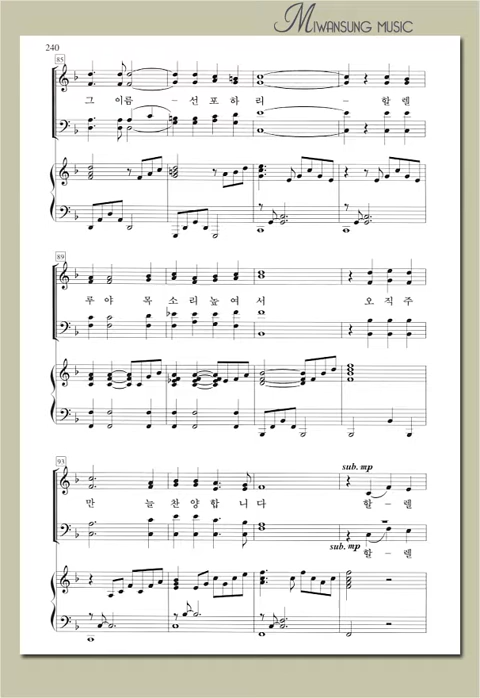 MIWANSUNG MUSIC
240
85
그 이름 - 선 포 하 리 - 할 렐
89
루 야 목 소 리 높 여 서 오 직 주
93
sub. mp
만 늘 찬 양 합 니 다 할 - 렐
sub. mp
할 - 렐